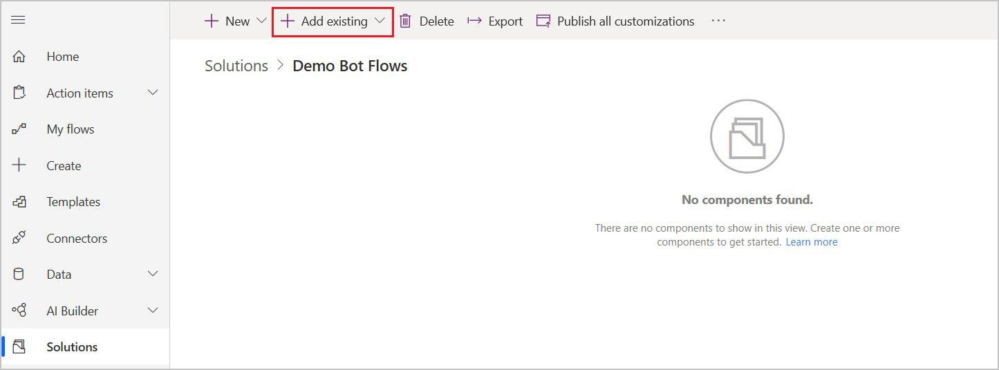 New
Add existing
Delete
Export
Publish all customizations
...
Home
Action items
My flows
Create
Templates
Connectors
Data
AI Builder
Solutions
Solutions > Demo Bot Flows
No components found.
There are no components to show in this view. Create one or more
components to get started. Learn more